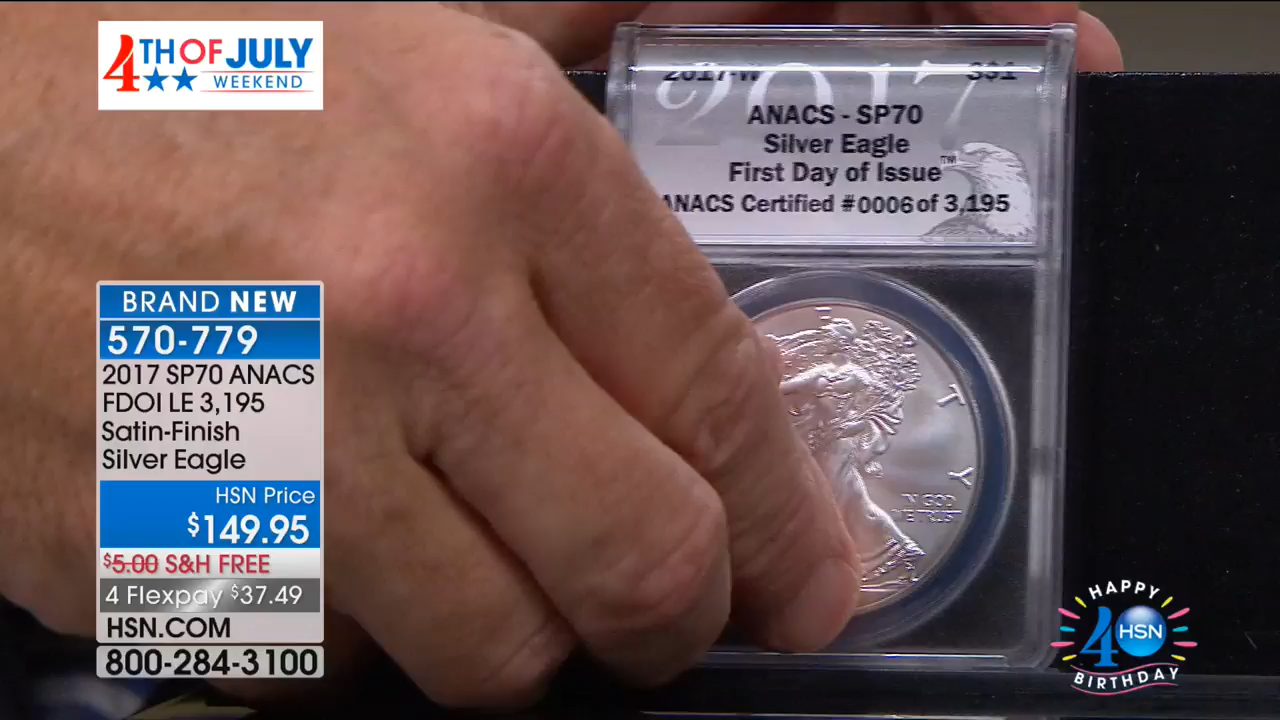 4TH OF JULY
WEEKEND
2017-W S$1
2017
ANACS - SP70
Silver Eagle
First Day of Issue™
ANACS Certified #0006 of 3,195
T
Y
IN GOD
WE TRUST
BRAND NEW
570-779
2017 SP70 ANACS
FDOI LE 3,195
Satin-Finish
Silver Eagle
HSN Price
$149.95
$5.00 S&H FREE
4 Flexpay $37.49
HSN.COM
800-284-3100
HAPPY
40 HSN
BIRTHDAY